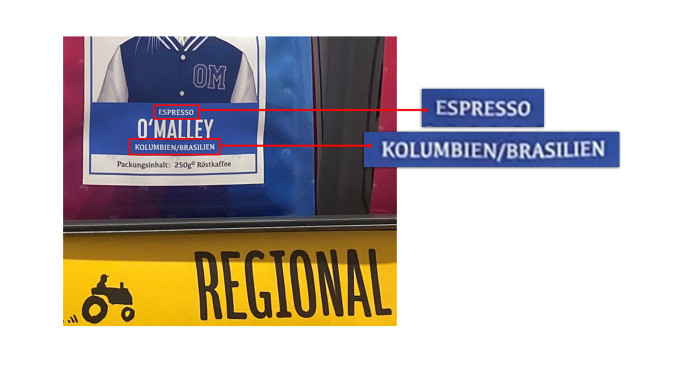 OM
ESPRESSO
O'MALLEY
KOLUMBIEN/BRASILIEN
Packungsinhalt: 250g℮ Röstkaffee
REGIONAL
ESPRESSO
KOLUMBIEN/BRASILIEN